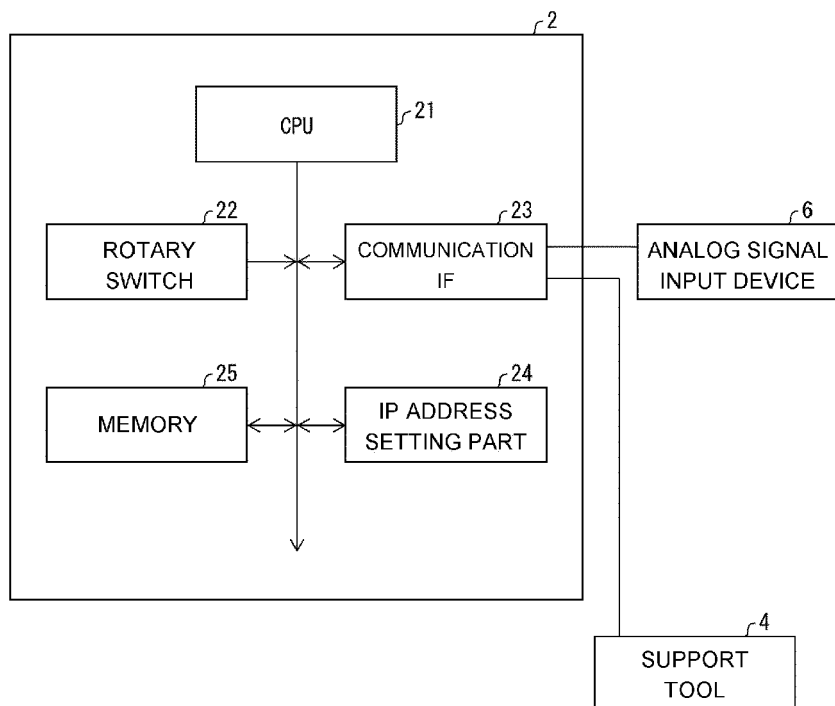 2
CPU
21
22
ROTARY
SWITCH
23
COMMUNICATION
IF
6
ANALOG SIGNAL
INPUT DEVICE
25
MEMORY
24
IP ADDRESS
SETTING PART
4
SUPPORT
TOOL